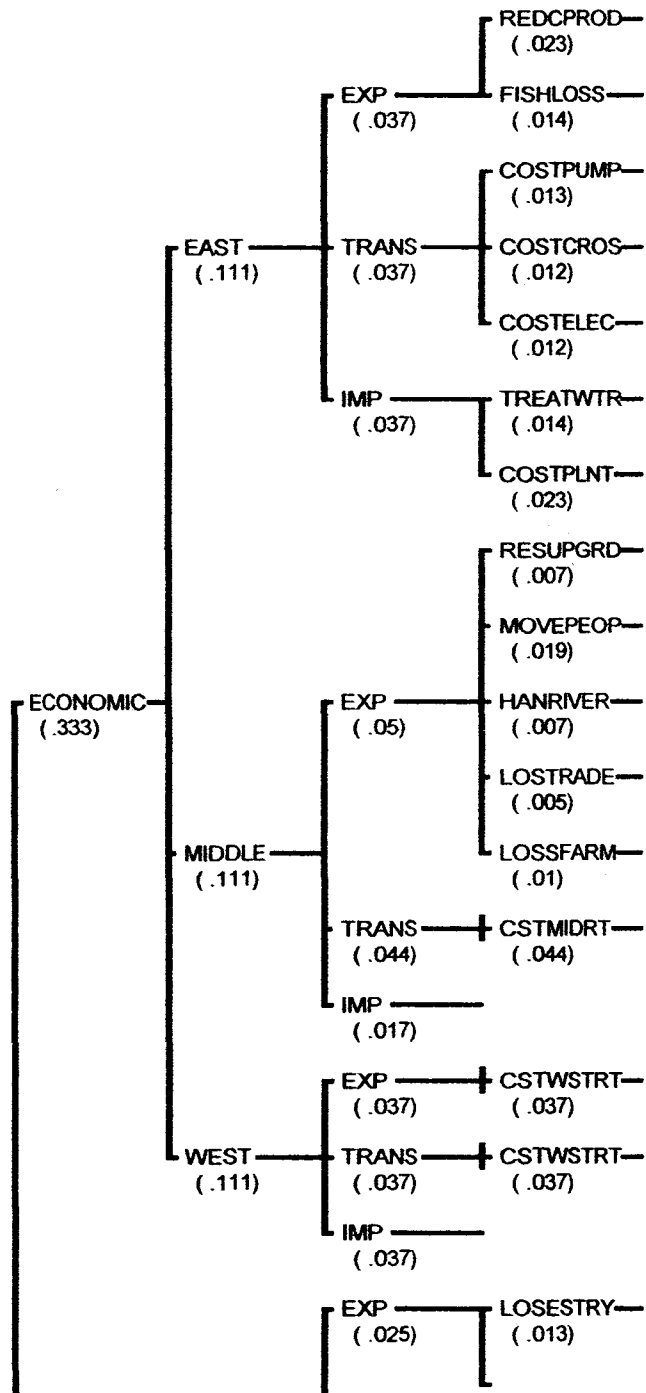 REDCPROD
( .023)
EXP
( .037)
FISHLOSS
( .014)
COSTPUMP
( .013)
EAST
( .111)
TRANS
( .037)
COSTCROS
( .012)
COSTELEC
( .012)
IMP
( .037)
TREATWTR
( .014)
COSTPLNT
( .023)
RESUPGRD
( .007)
MOVEPEOP
( .019)
ECONOMIC
( .333)
EXP
( .05)
HANRIVER
( .007)
LOSTRADE
( .005)
MIDDLE
( .111)
LOSSFARM
( .01)
TRANS
( .044)
CSTMIDRT
( .044)
IMP
( .017)
EXP
( .037)
CSTWSTRT
( .037)
WEST
( .111)
TRANS
( .037)
CSTWSTRT
( .037)
IMP
( .037)
EXP
( .025)
LOSESTRY
( .013)